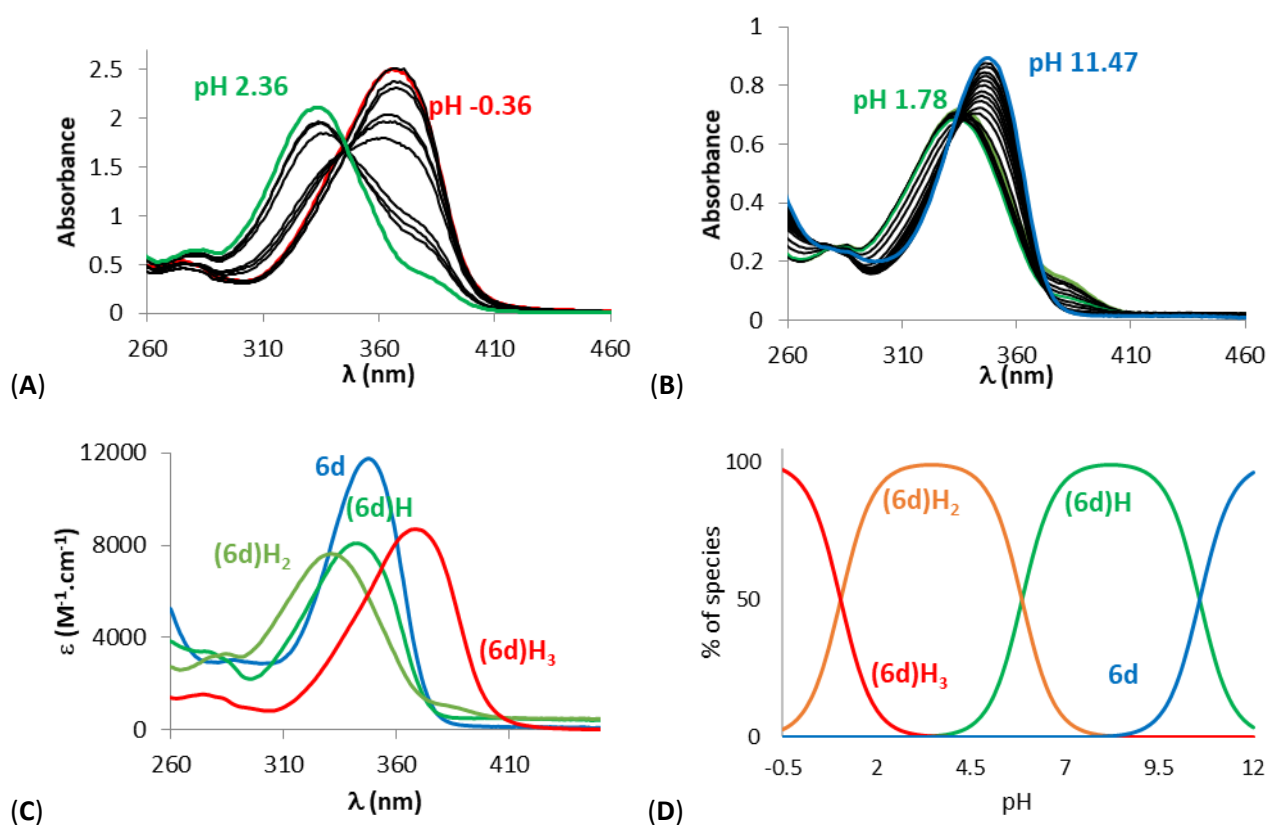 2.5
2
1.5
1
0.5
0
Absorbance
pH 2.36
pH -0.36
260 310 360 410 460
λ (nm)
(A)
1
0.8
0.6
0.4
0.2
0
Absorbance
pH 1.78
pH 11.47
260 310 360 410 460
λ (nm)
(B)
12000
8000
4000
0
ε (M⁻¹.cm⁻¹)
6d
(6d)H
(6d)H₂
(6d)H₃
260 310 360 410
λ (nm)
(C)
100
50
0
% of species
(6d)H₂
(6d)H
(6d)H₃
6d
-0.5 2 4.5 7 9.5 12
pH
(D)